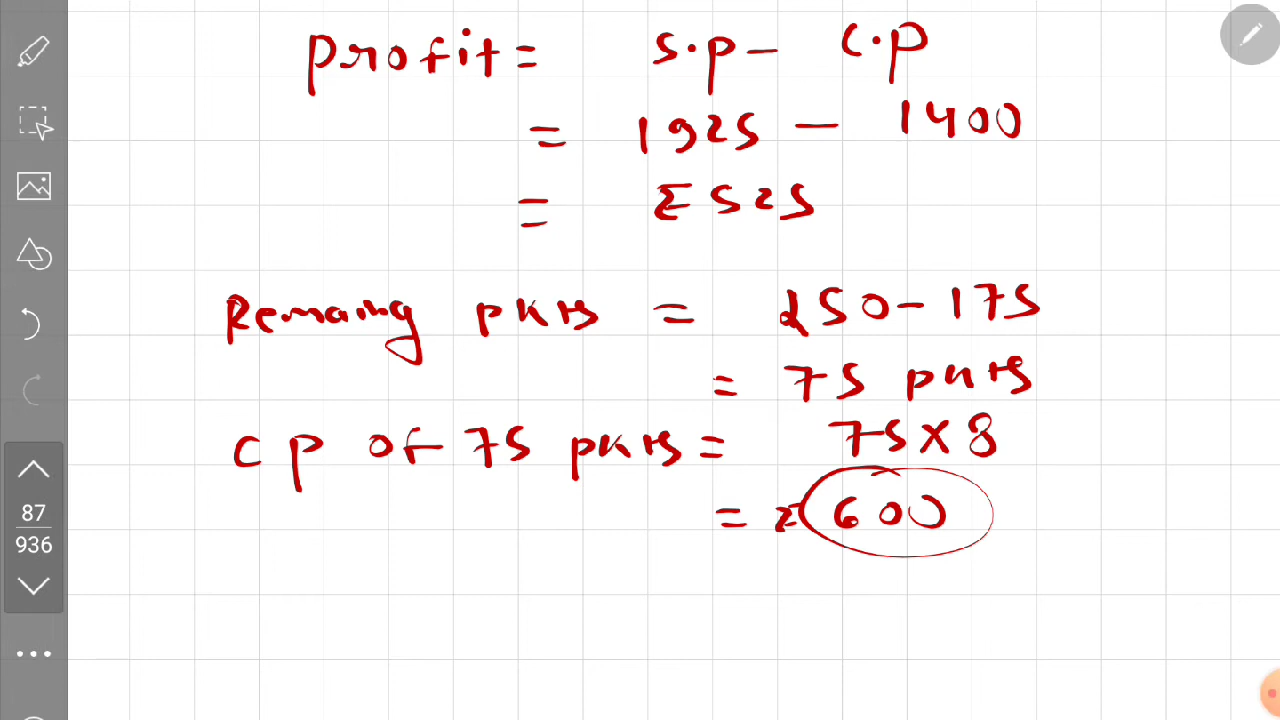 profit = S.p - C.p
= 1925 - 1400
= ₹525
Remaing pkts = 250-175
= 75 pkts
cp of 75 pkts = 75×8
= ₹600
87
936